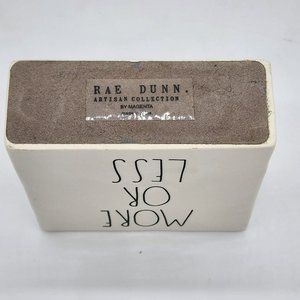 RAE DUNN.
ARTISAN COLLECTION
BY MAGENTA
MORE
OR
LESS